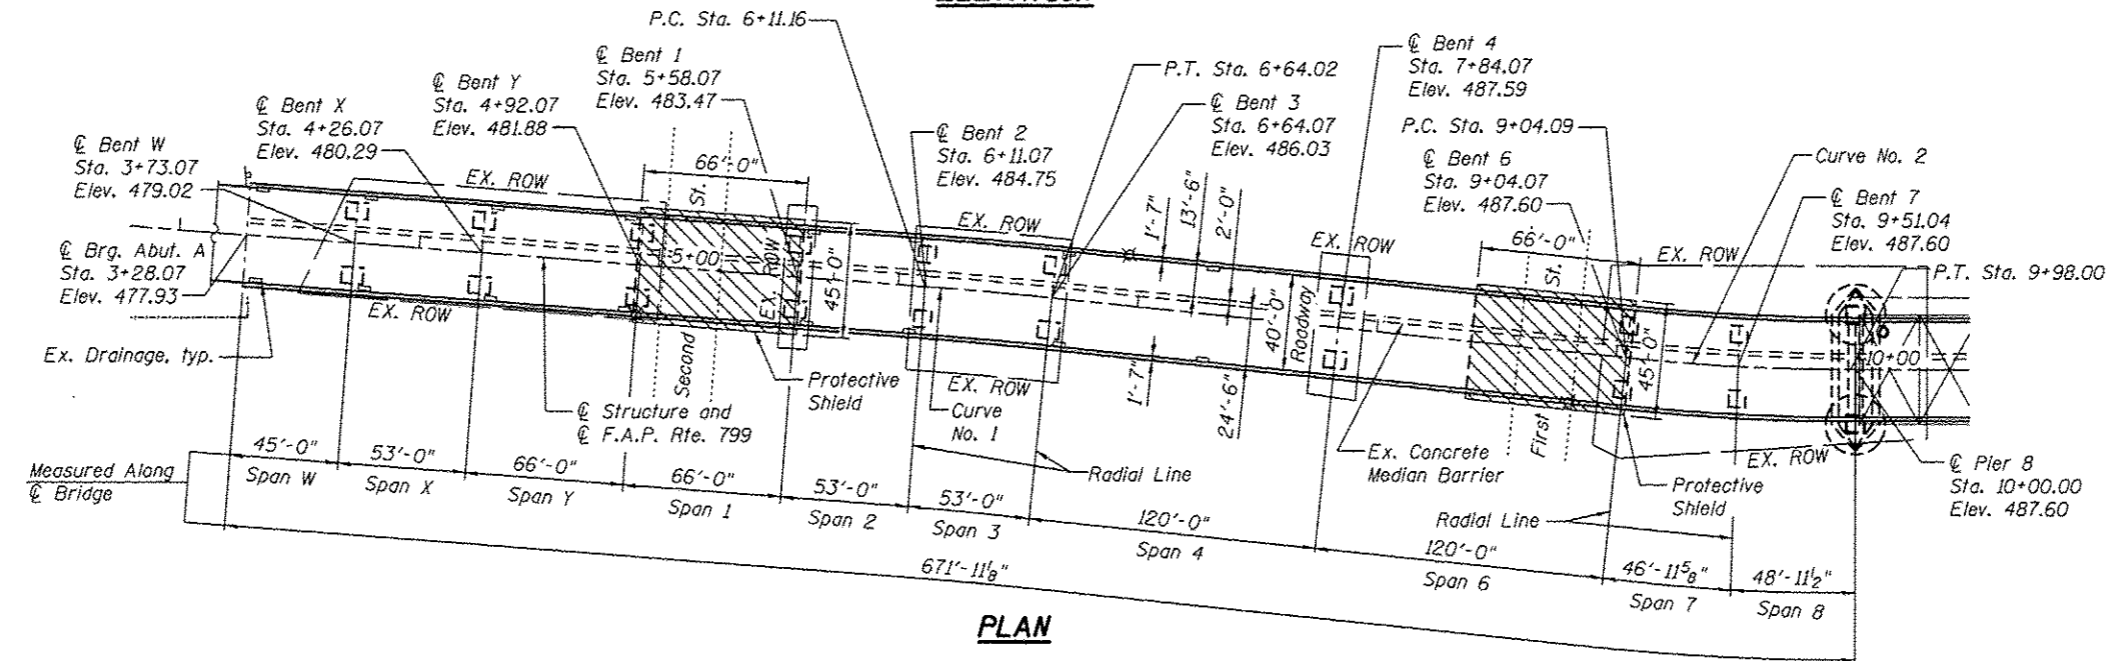 P.C. Sta. 6+11.16
℄ Bent 1
Sta. 5+58.07
Elev. 483.47
℄ Bent Y
Sta. 4+92.07
Elev. 481.88
℄ Bent X
Sta. 4+26.07
Elev. 480.29
℄ Bent W
Sta. 3+73.07
Elev. 479.02
℄ Brg. Abut. A
Sta. 3+28.07
Elev. 477.93
Ex. Drainage, typ.
℄ Bent 2
Sta. 6+11.07
Elev. 484.75
P.T. Sta. 6+64.02
℄ Bent 3
Sta. 6+64.07
Elev. 486.03
℄ Bent 4
Sta. 7+84.07
Elev. 487.59
P.C. Sta. 9+04.09
℄ Bent 6
Sta. 9+04.07
Elev. 487.60
Curve No. 2
℄ Bent 7
Sta. 9+51.04
Elev. 487.60
P.T. Sta. 9+98.00
EX. ROW
66'-0"
St.
5+00
EX. ROW
45'-0"
EX. ROW
1'-7"
13'-6"
2'-0"
EX. ROW
66'-0"
St.
EX. ROW
EX. ROW
Second
Protective
Shield
EX. ROW
Curve
No. 1
1'-7"
24'-6"
40'-0"
Roadway
First
45'-0"
10+00
EX. ROW
℄ Structure and
℄ F.A.P. Rte. 799
Radial Line
Ex. Concrete
Median Barrier
Protective
Shield
Radial Line
℄ Pier 8
Sta. 10+00.00
Elev. 487.60
Measured Along
℄ Bridge
45'-0"
Span W
53'-0"
Span X
66'-0"
Span Y
66'-0"
Span 1
53'-0"
Span 2
53'-0"
Span 3
120'-0"
Span 4
120'-0"
Span 6
46'-11⅝"
Span 7
48'-11½"
Span 8
671'-11⅛"
PLAN